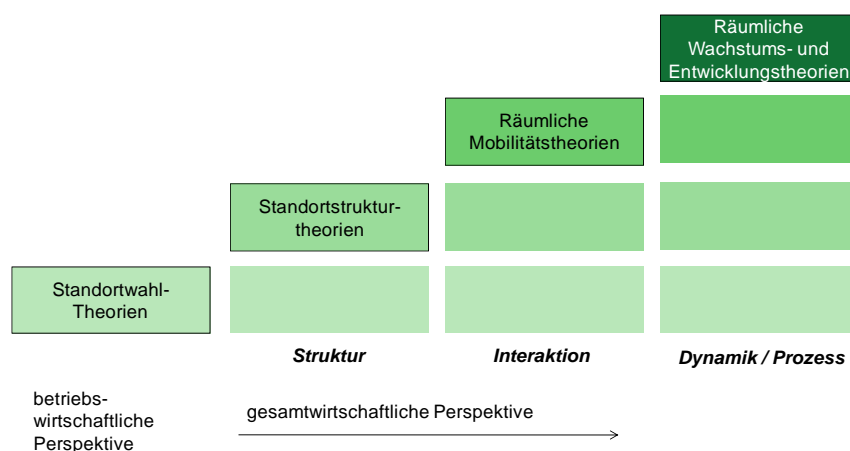 Räumliche
Wachstums- und
Entwicklungstheorien
Räumliche
Mobilitätstheorien
Standortstruktur-
theorien
Standortwahl-
Theorien
Struktur
Interaktion
Dynamik / Prozess
betriebs-
wirtschaftliche
Perspektive
gesamtwirtschaftliche Perspektive